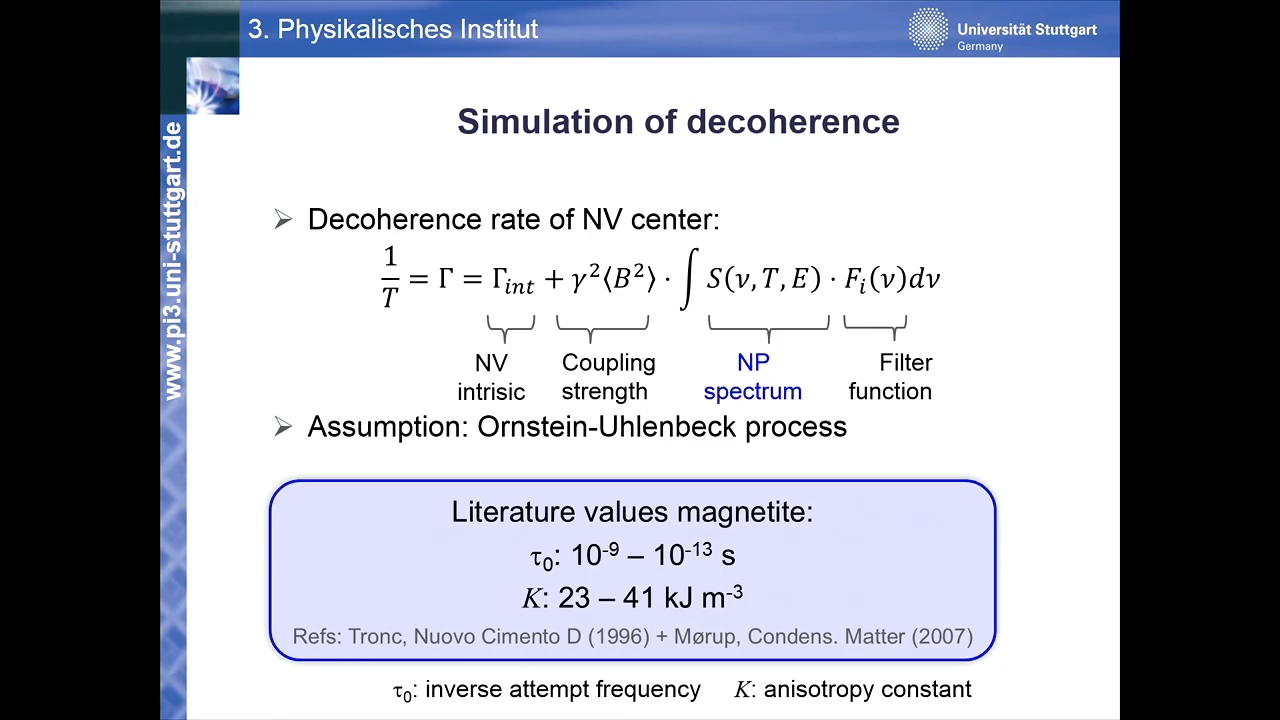 3. Physikalisches Institut
Universität Stuttgart
Germany
www.pi3.uni-stuttgart.de
Simulation of decoherence
➢ Decoherence rate of NV center:
1/T = Γ = Γ_int + γ²⟨B²⟩ · ∫ S(ν, T, E) · F_i(ν)dν
NV intrisic
Coupling strength
NP spectrum
Filter function
➢ Assumption: Ornstein-Uhlenbeck process
Literature values magnetite:
τ₀: 10⁻⁹ – 10⁻¹³ s
K: 23 – 41 kJ m⁻³
Refs: Tronc, Nuovo Cimento D (1996) + Mørup, Condens. Matter (2007)
τ₀: inverse attempt frequency K: anisotropy constant